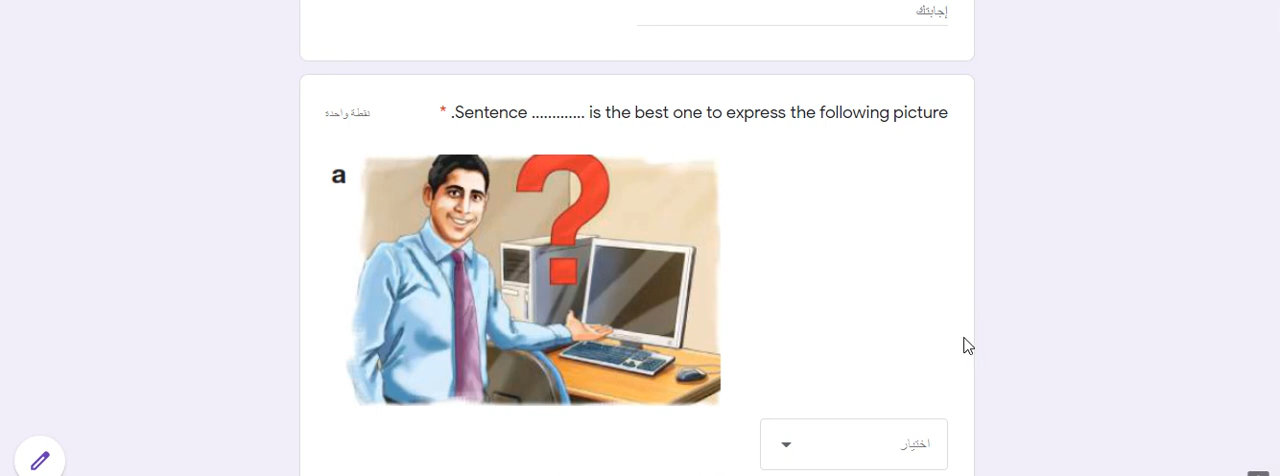 إجابتك
.Sentence ............. is the best one to express the following picture *
نقطة واحدة
a
?
اختيار